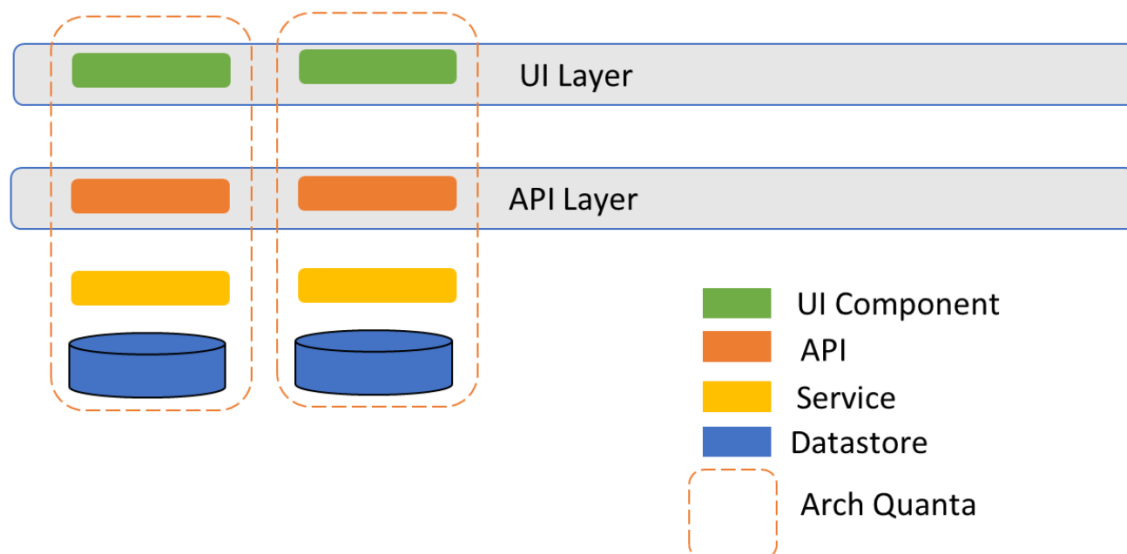 UI Layer
API Layer
UI Component
API
Service
Datastore
Arch Quanta